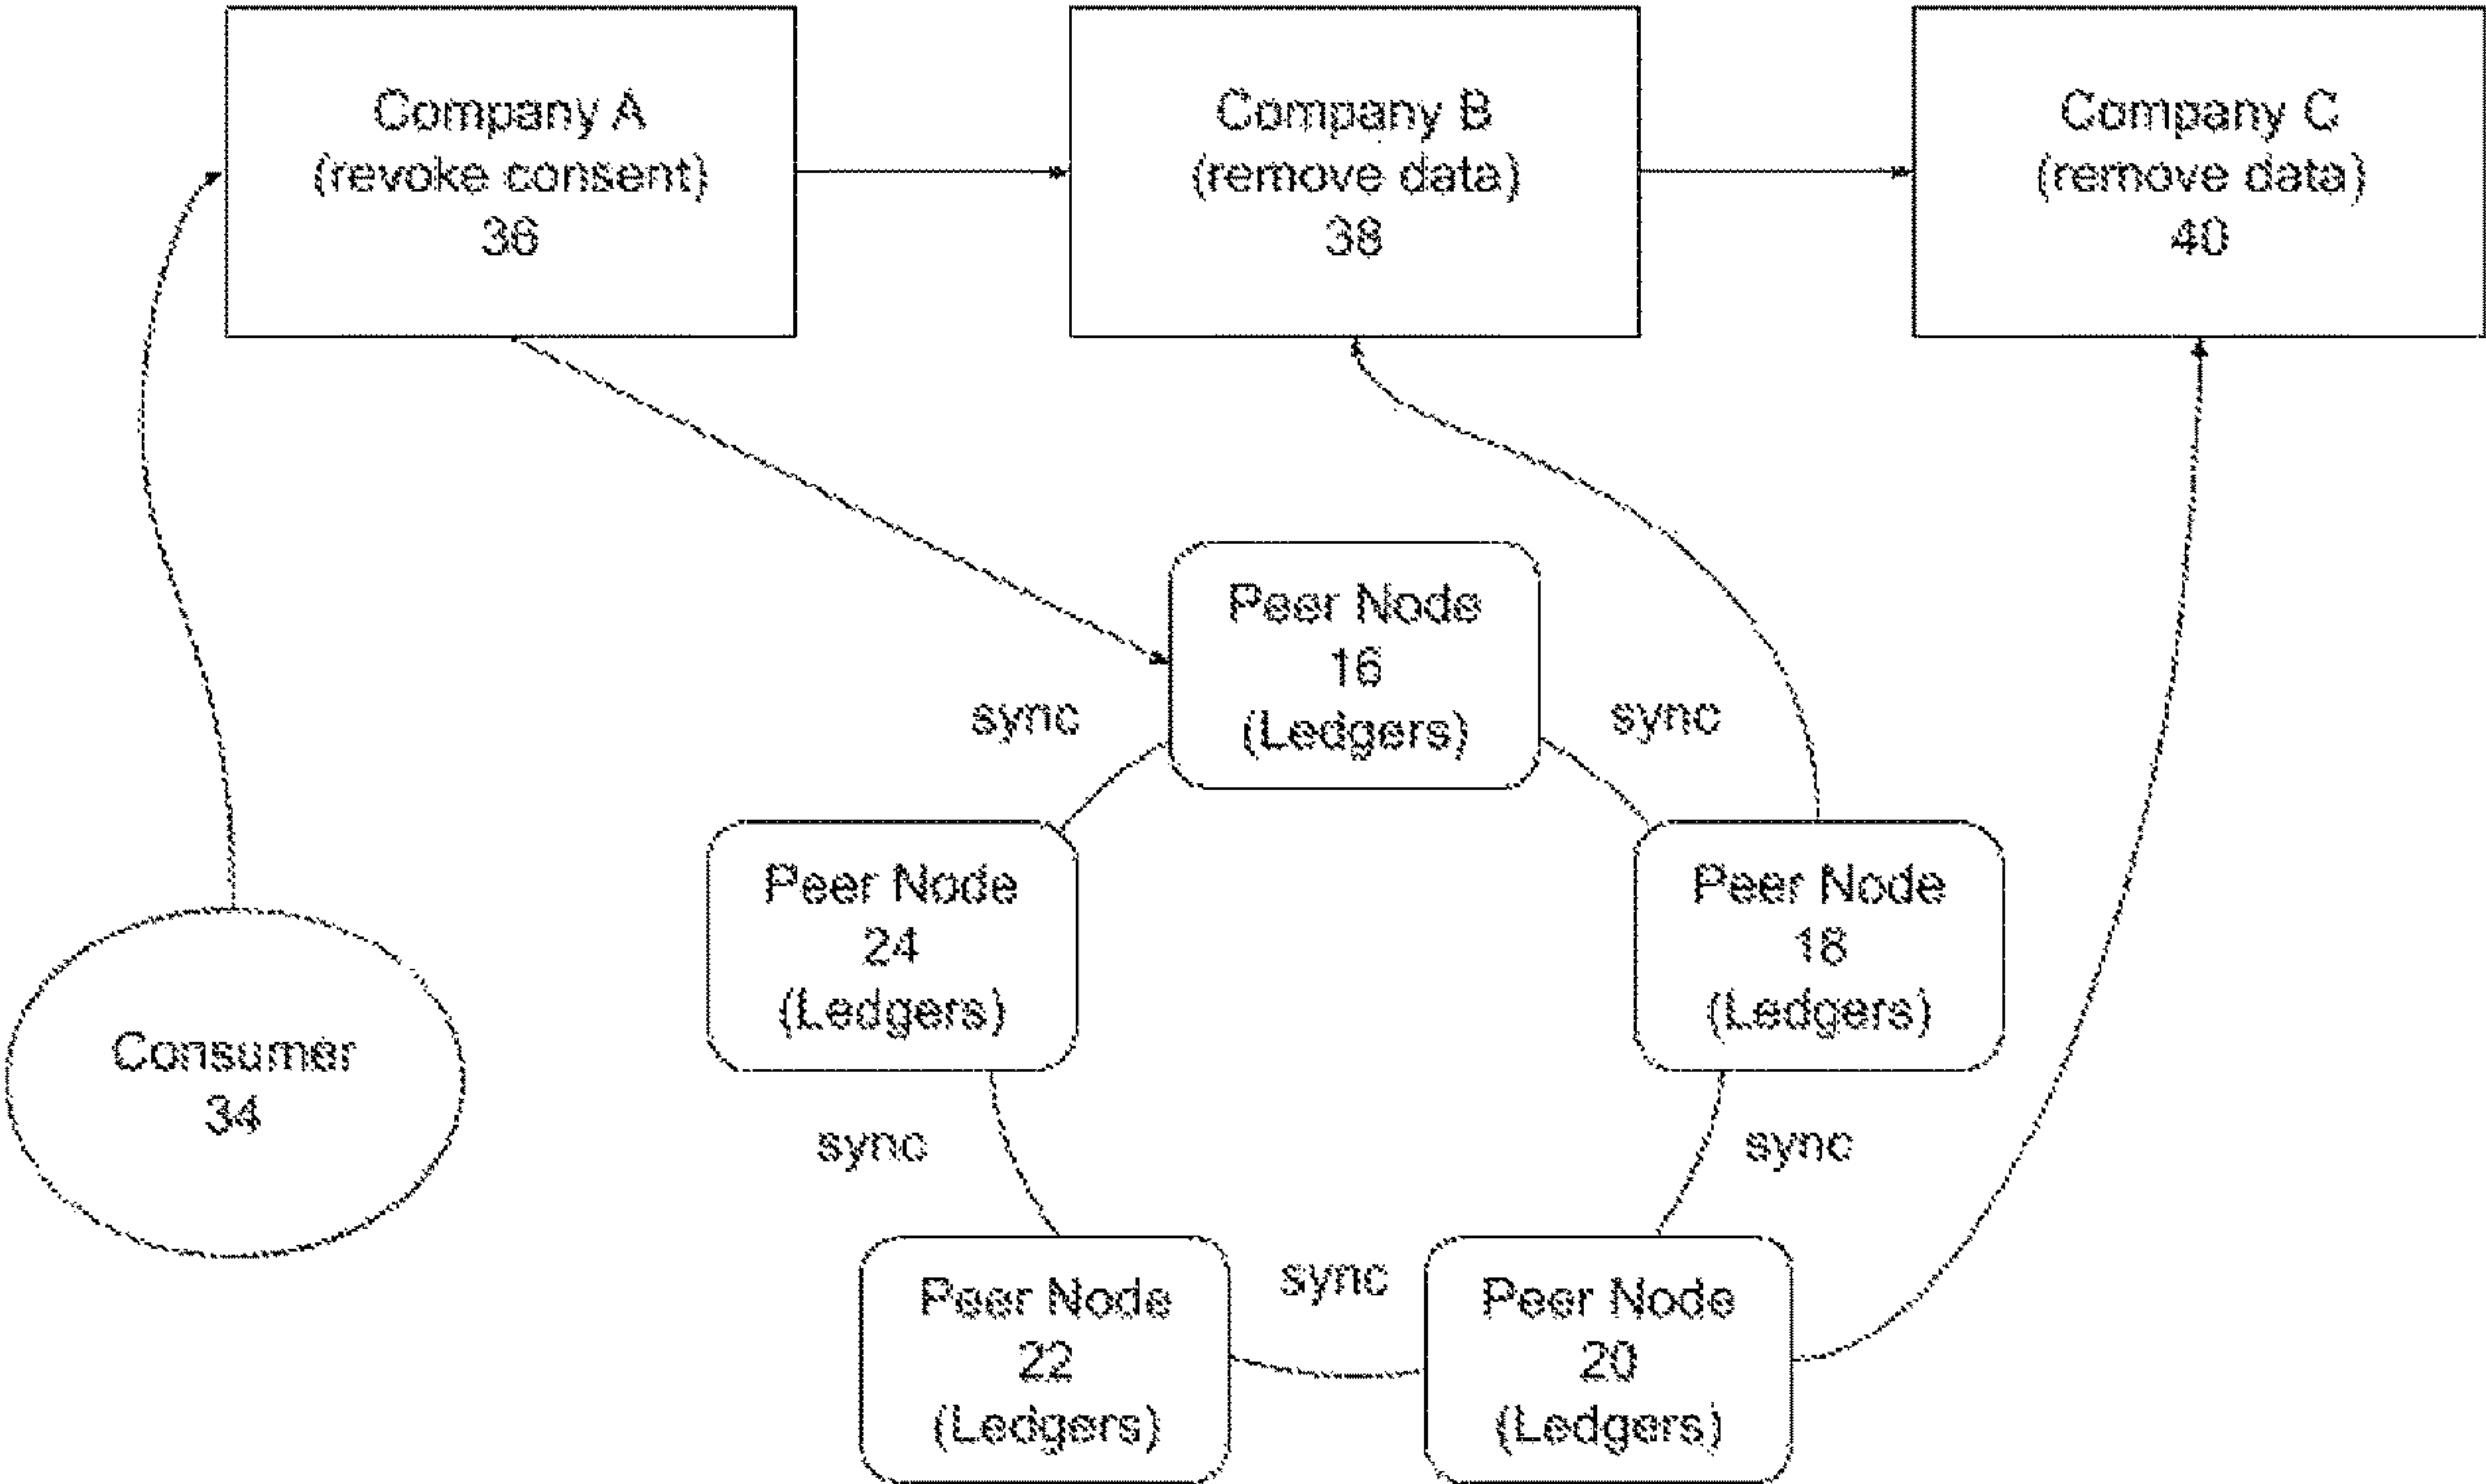 Company A
(revoke consent)
36
Company B
(remove data)
38
Company C
(remove data)
40
Peer Node
16
(Ledgers)
sync
sync
Peer Node
24
(Ledgers)
Peer Node
18
(Ledgers)
Consumer
34
sync
sync
sync
Peer Node
22
(Ledgers)
Peer Node
20
(Ledgers)